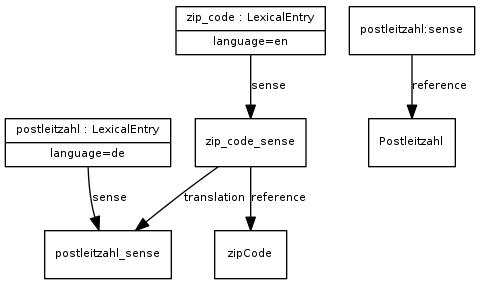 zip_code : LexicalEntry
language=en
postleitzahl:sense
sense
reference
postleitzahl : LexicalEntry
language=de
zip_code_sense
Postleitzahl
sense
translation
reference
postleitzahl_sense
zipCode